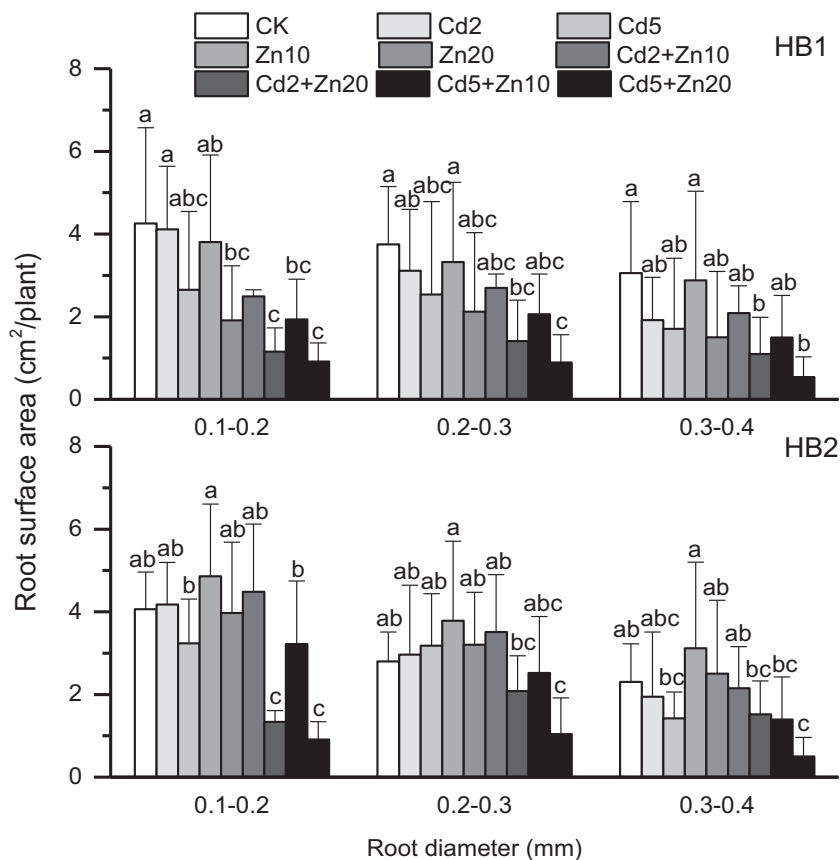 CK Cd2 Cd5
Zn10 Zn20 Cd2+Zn10
Cd2+Zn20 Cd5+Zn10 Cd5+Zn20
HB1
Root surface area (cm²/plant)
8
6
4
2
0
a a abc ab bc bc c c
a ab abc a abc abc bc abc c
a ab ab a ab ab b ab b
0.1-0.2 0.2-0.3 0.3-0.4
HB2
8
6
4
2
0
ab ab b a ab ab c b c
ab ab ab a ab ab bc abc c
ab abc bc a ab ab bc bc c
0.1-0.2 0.2-0.3 0.3-0.4
Root diameter (mm)